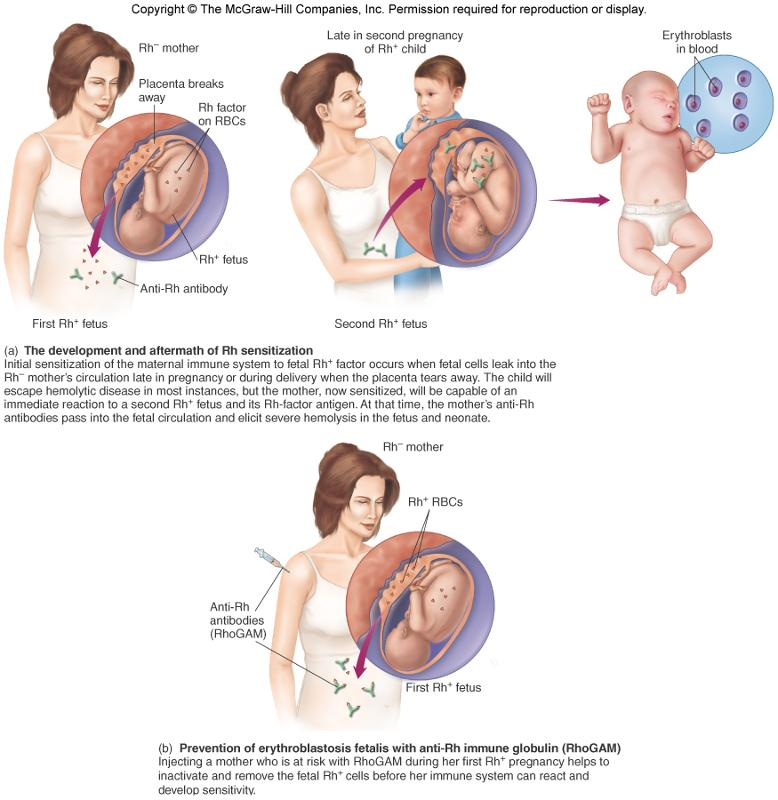 Copyright © The McGraw-Hill Companies, Inc. Permission required for reproduction or display.
Rh⁻ mother
Placenta breaks
away
Rh factor
on RBCs
Rh⁺ fetus
Anti-Rh antibody
First Rh⁺ fetus
Late in second pregnancy
of Rh⁺ child
Second Rh⁺ fetus
Erythroblasts
in blood
(a) The development and aftermath of Rh sensitization
Initial sensitization of the maternal immune system to fetal Rh⁺ factor occurs when fetal cells leak into the
Rh⁻ mother's circulation late in pregnancy or during delivery when the placenta tears away. The child will
escape hemolytic disease in most instances, but the mother, now sensitized, will be capable of an
immediate reaction to a second Rh⁺ fetus and its Rh-factor antigen. At that time, the mother's anti-Rh
antibodies pass into the fetal circulation and elicit severe hemolysis in the fetus and neonate.
Rh⁻ mother
Rh⁺ RBCs
Anti-Rh
antibodies
(RhoGAM)
First Rh⁺ fetus
(b) Prevention of erythroblastosis fetalis with anti-Rh immune globulin (RhoGAM)
Injecting a mother who is at risk with RhoGAM during her first Rh⁺ pregnancy helps to
inactivate and remove the fetal Rh⁺ cells before her immune system can react and
develop sensitivity.